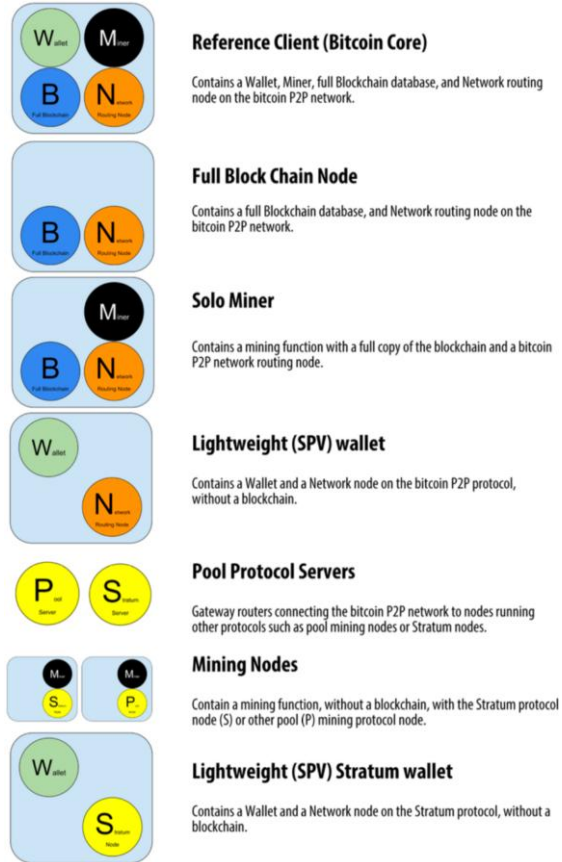 Wallet Miner
B Full Blockchain Network Routing Node
Reference Client (Bitcoin Core)
Contains a Wallet, Miner, full Blockchain database, and Network routing
node on the bitcoin P2P network.
B Full Blockchain Network Routing Node
Full Block Chain Node
Contains a full Blockchain database, and Network routing node on the
bitcoin P2P network.
Miner
B Full Blockchain Network Routing Node
Solo Miner
Contains a mining function with a full copy of the blockchain and a bitcoin
P2P network routing node.
Wallet
Network Routing Node
Lightweight (SPV) wallet
Contains a Wallet and a Network node on the bitcoin P2P protocol,
without a blockchain.
Pool Server Stratum Server
Pool Protocol Servers
Gateway routers connecting the bitcoin P2P network to nodes running
other protocols such as pool mining nodes or Stratum nodes.
M M
S P
Mining Nodes
Contain a mining function, without a blockchain, with the Stratum protocol
node (S) or other pool (P) mining protocol node.
Wallet
Stratum Node
Lightweight (SPV) Stratum wallet
Contains a Wallet and a Network node on the Stratum protocol, without a
blockchain.